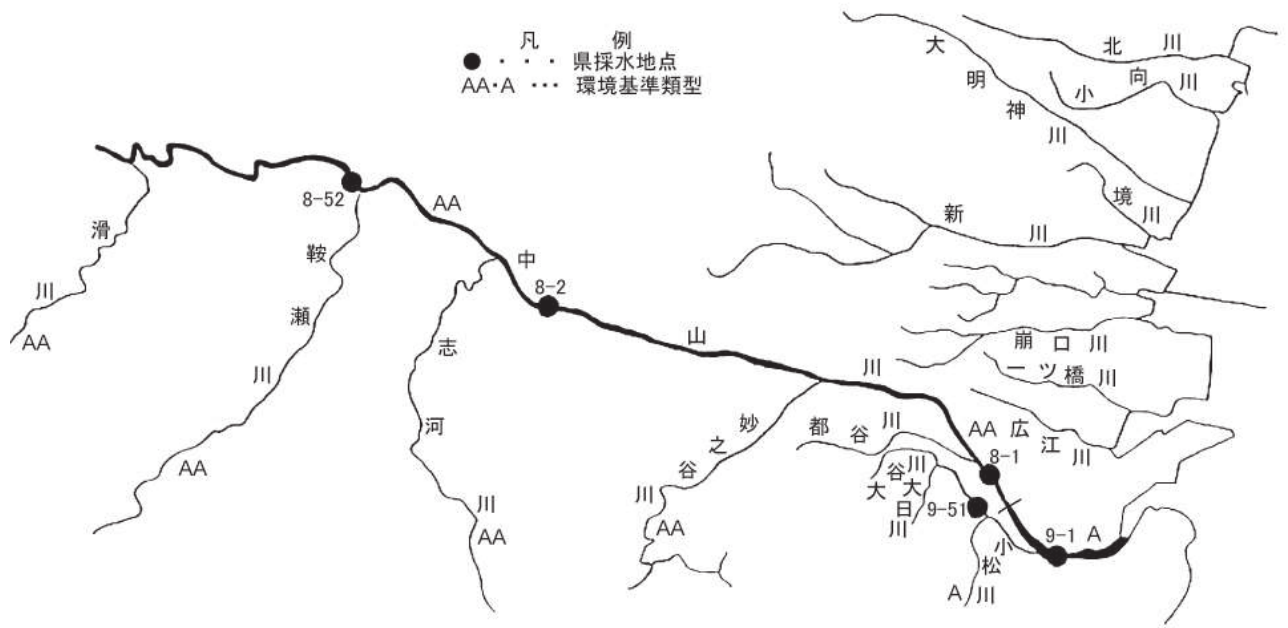 凡 例
● ・ ・ ・ 県採水地点
AA・A ・・・ 環境基準類型
北川
大明神川
小向川
境川
新川
滑川
AA
8-52
鞍瀬川
AA
AA
中山川
8-2
志河川
AA
妙之谷川
AA
崩口川
一ツ橋川
広江川
都谷川
大谷川
大日川
AA
8-1
9-51
9-1
A
小松川
A